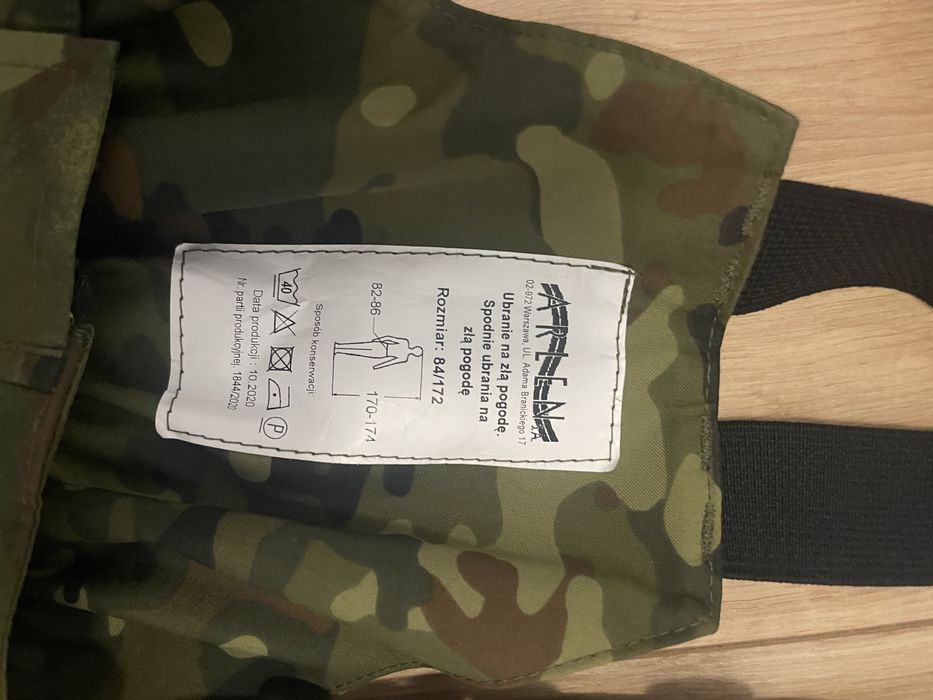 ARLEN
S.A.
02-972 Warszawa, UL. Adama Branickiego 17
Ubranie na złą pogodę.
Spodnie ubrania na
złą pogodę
Rozmiar: 84/172
82-86
170-174
Sposób konserwacji:
40
P
Data produkcji : 10.2020
Nr. partii produkcyjnej. 1844/2020